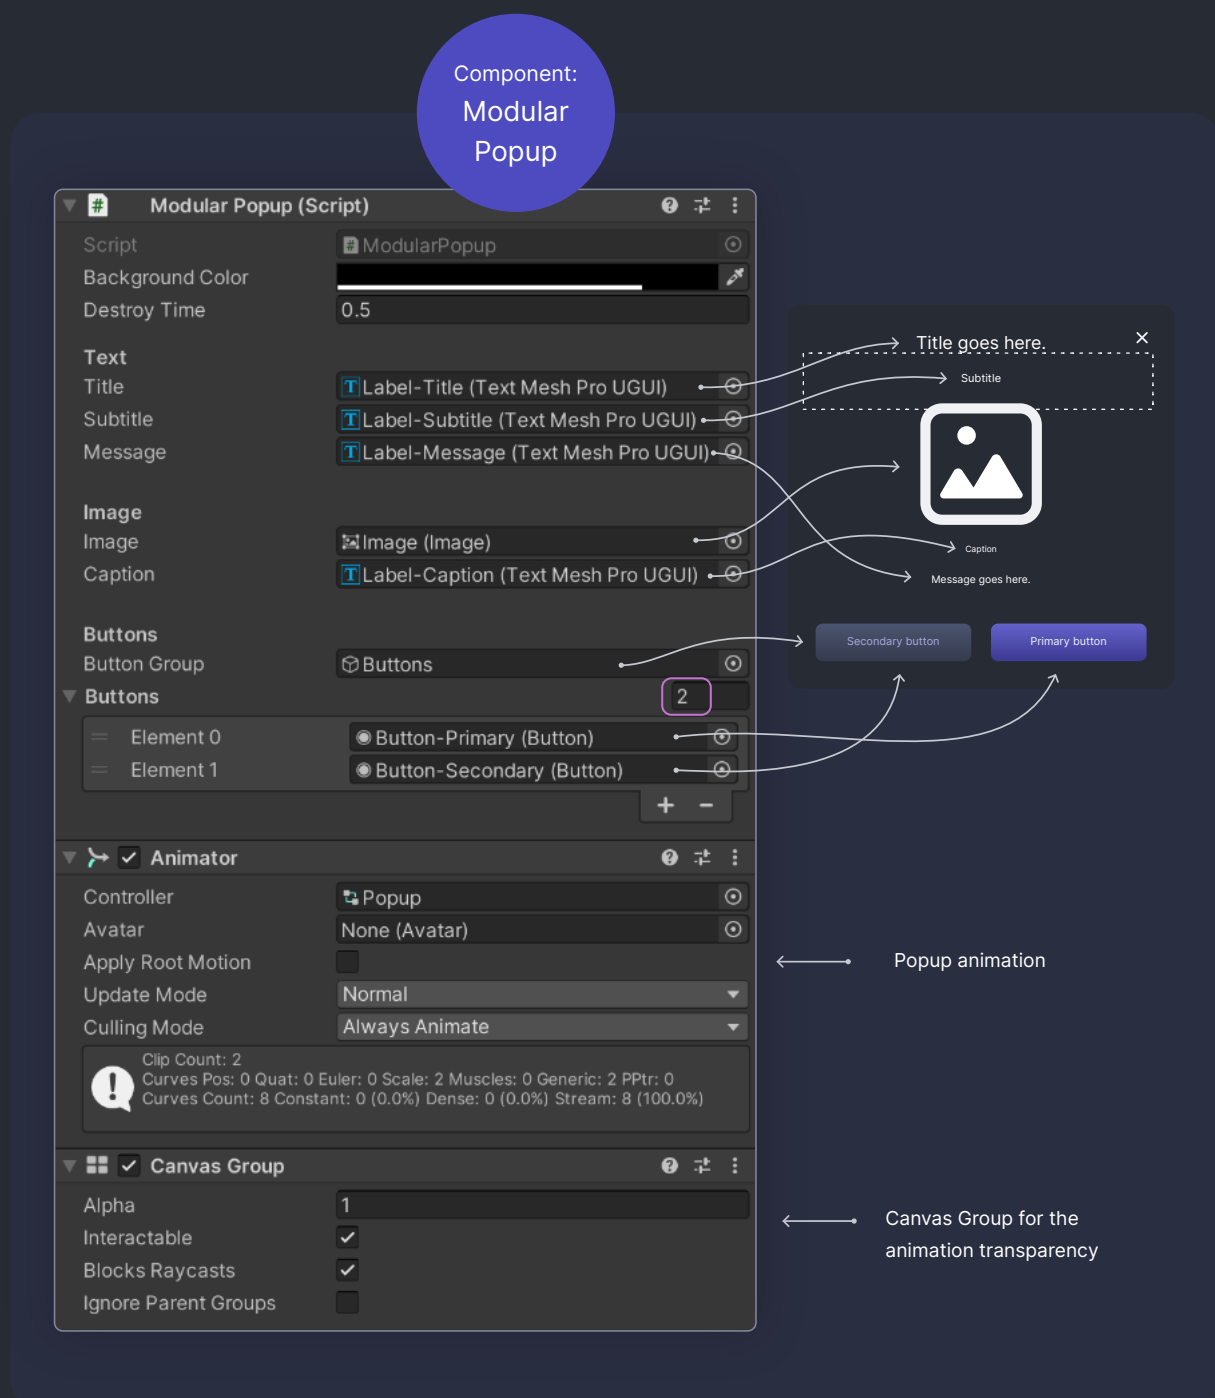 Component:
Modular
Popup
Modular Popup (Script)
Script
ModularPopup
Background Color
Destroy Time
0.5
Text
Title
Label-Title (Text Mesh Pro UGUI)
Subtitle
Label-Subtitle (Text Mesh Pro UGUI)
Message
Label-Message (Text Mesh Pro UGUI)
Image
Image
Image (Image)
Caption
Label-Caption (Text Mesh Pro UGUI)
Buttons
Button Group
Buttons
Buttons
2
Element 0
Button-Primary (Button)
Element 1
Button-Secondary (Button)
Animator
Controller
Popup
Avatar
None (Avatar)
Apply Root Motion
Update Mode
Normal
Culling Mode
Always Animate
Clip Count: 2
Curves Pos: 0 Quat: 0 Euler: 0 Scale: 2 Muscles: 0 Generic: 2 PPtr: 0
Curves Count: 8 Constant: 0 (0.0%) Dense: 0 (0.0%) Stream: 8 (100.0%)
Canvas Group
Alpha
1
Interactable
Blocks Raycasts
Ignore Parent Groups
Title goes here.
Subtitle
Caption
Message goes here.
Secondary button
Primary button
Popup animation
Canvas Group for the
animation transparency